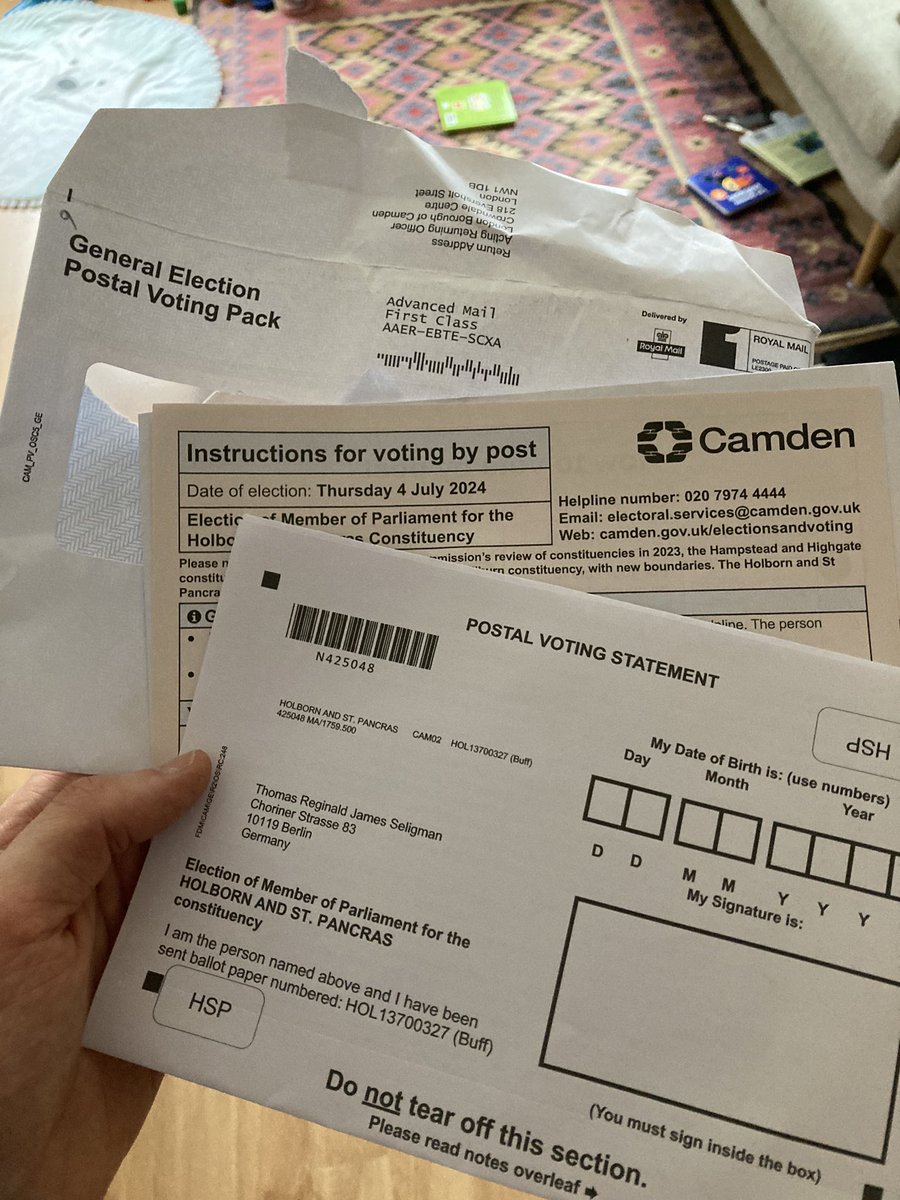 Return Address
Acting Returning Officer
London Borough of Camden
Crowndale Centre
218 Eversholt Street
London
NW1 1DB
General Election
Postal Voting Pack
Advanced Mail
First Class
AAER-EBTE-SCXA
Delivered by
Royal Mail
1
ROYAL MAIL
POSTAGE PAID
CAM_PV_OSCS_GE
Camden
Instructions for voting by post
Date of election: Thursday 4 July 2024
Election of Member of Parliament for the
Constituency
Helpline number: 020 7974 4444
Email: electoral.services@camden.gov.uk
Web: camden.gov.uk/electionsandvoting
Please
mmission's review of constituencies in 2023, the Hampstead and Highgate
constituency, with new boundaries. The Holborn and St
Pancra
The person
POSTAL VOTING STATEMENT
N425048
HOLBORN AND ST. PANCRAS CAM02 HOL13700327 (Buff)
425048 MA/1759.500
HSP
My Date of Birth is: (use numbers)
Day Month Year
D D M M Y Y Y
My Signature is:
Thomas Reginald James Seligman
Choriner Strasse 83
10119 Berlin
Germany
Election of Member of Parliament for the
HOLBORN AND ST. PANCRAS
constituency
I am the person named above and I have been
sent ballot paper numbered: HOL13700327 (Buff)
HSP
(You must sign inside the box)
Do not tear off this section.
Please read notes overleaf